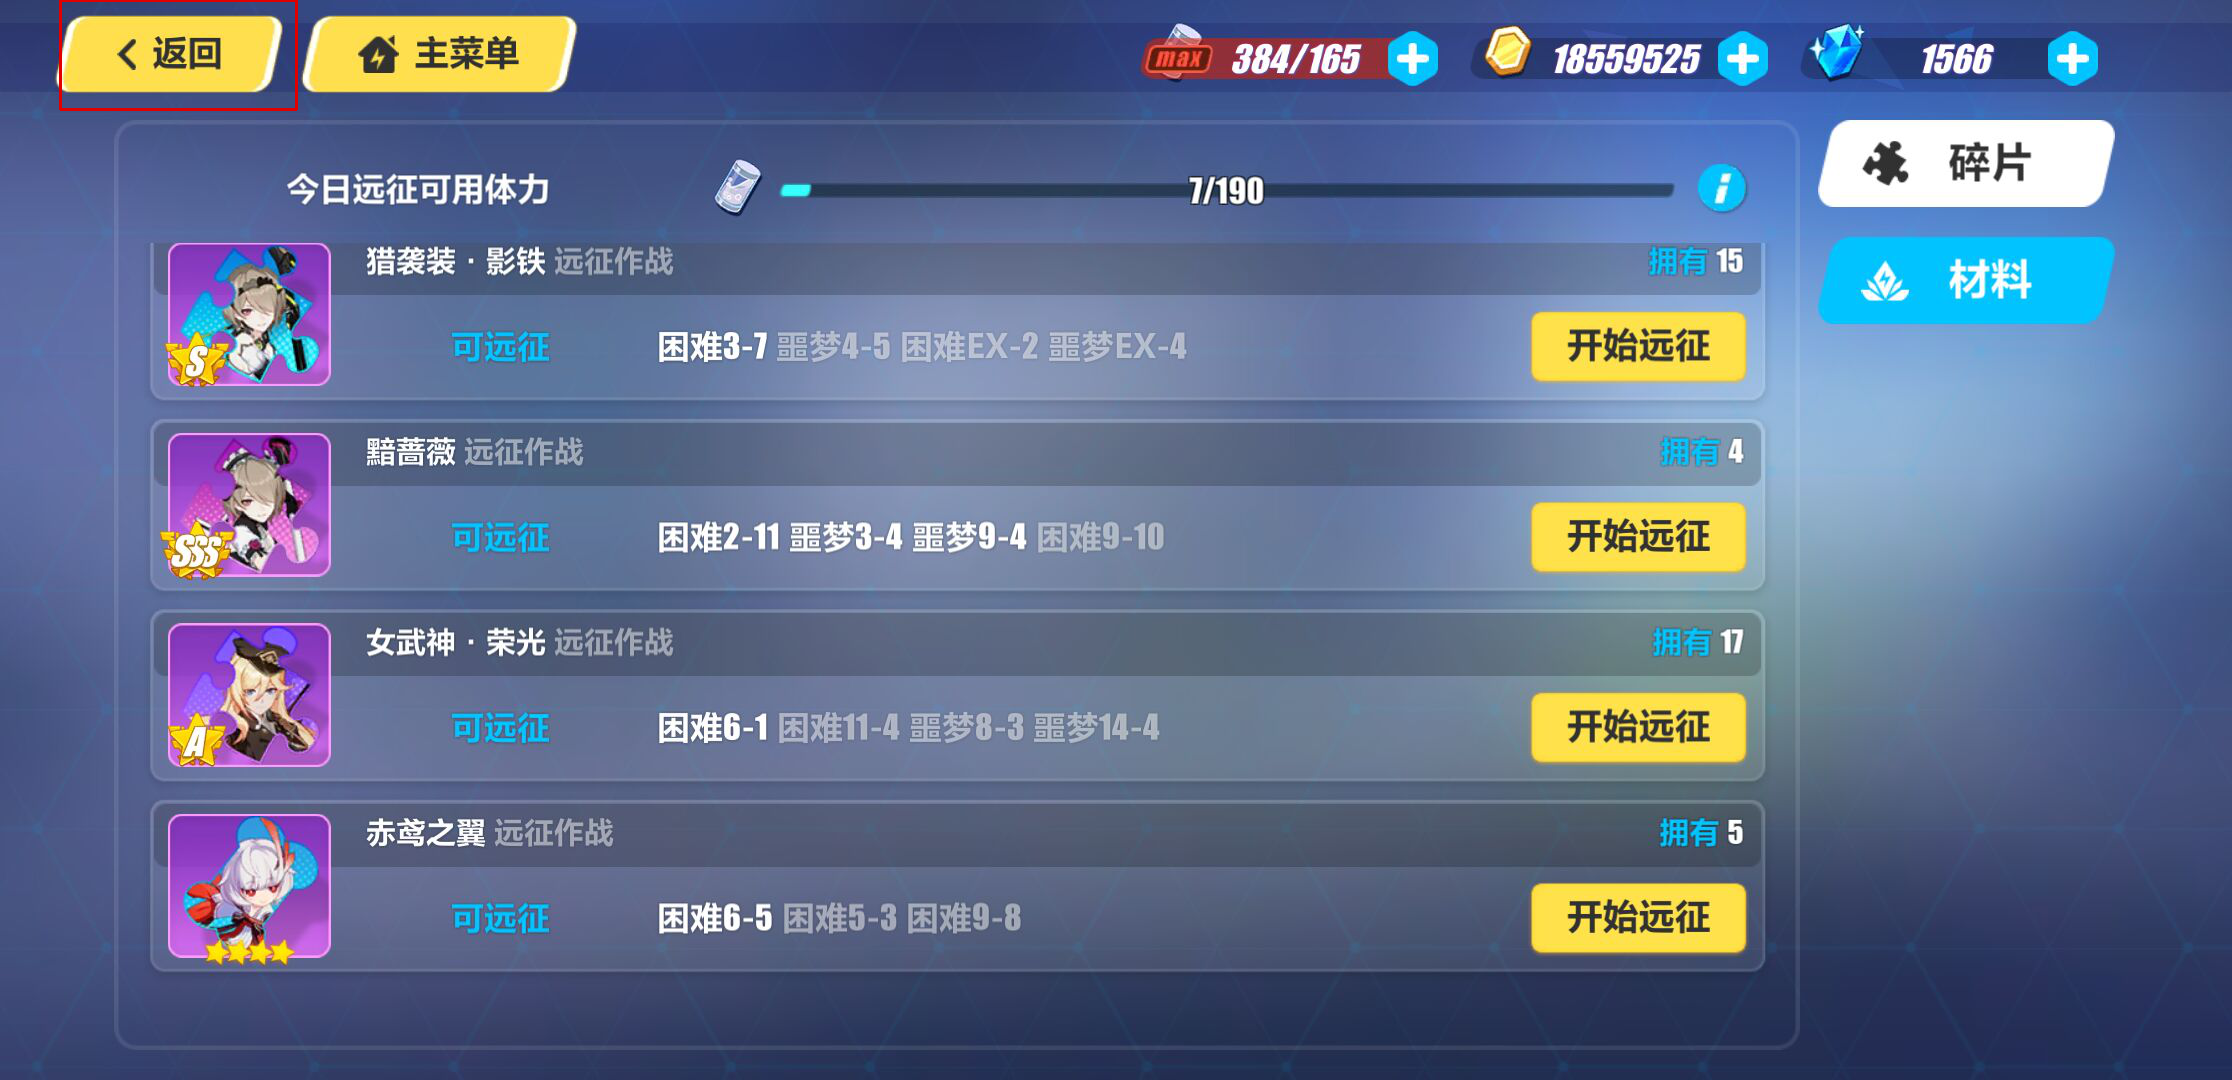 返回
主菜单
max 384/165
18559525
1566
今日远征可用体力
7/190
碎片
材料
猎袭装·影铁 远征作战
拥有 15
S
可远征
困难3-7 噩梦4-5 困难EX-2 噩梦EX-4
开始远征
黯蔷薇 远征作战
拥有 4
SSS
可远征
困难2-11 噩梦3-4 噩梦9-4 困难9-10
开始远征
女武神·荣光 远征作战
拥有 17
A
可远征
困难6-1 困难11-4 噩梦8-3 噩梦14-4
开始远征
赤鸢之翼 远征作战
拥有 5
可远征
困难6-5 困难5-3 困难9-8
开始远征